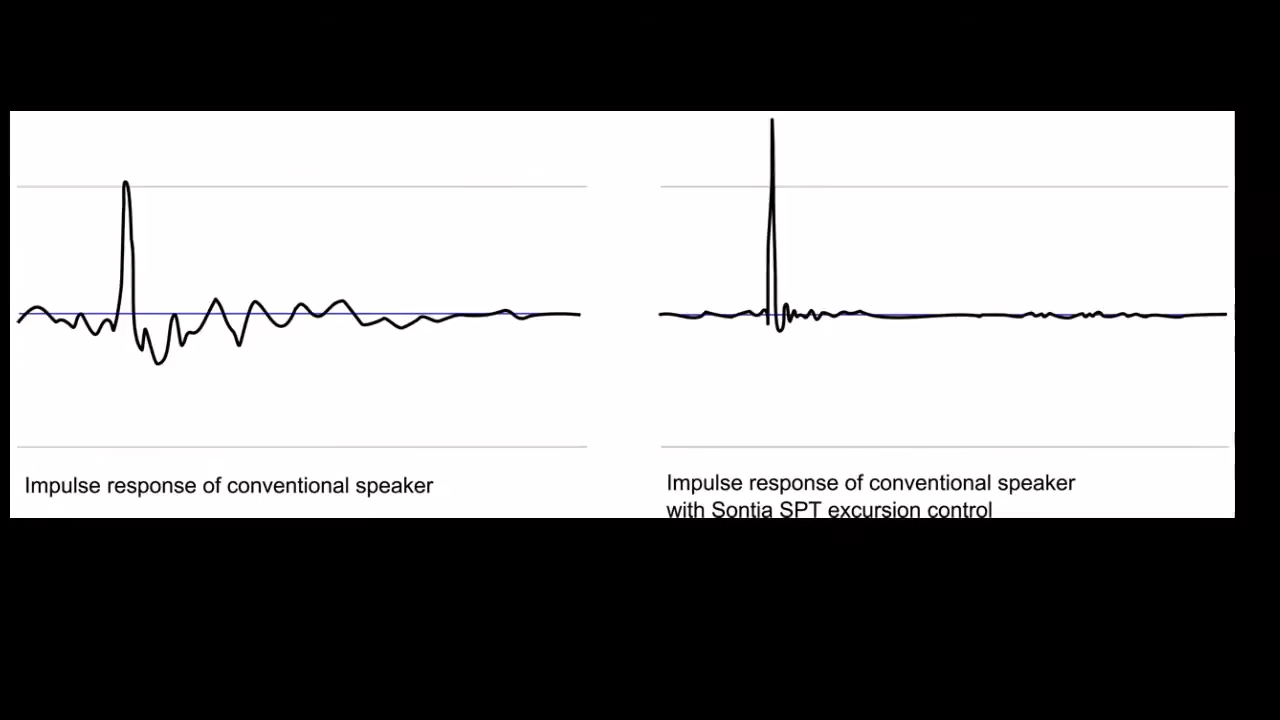 Impulse response of conventional speaker
Impulse response of conventional speaker
with Sontia SPT excursion control